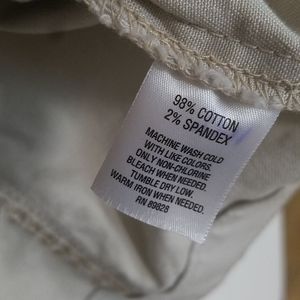 98% COTTON
2% SPANDEX
MACHINE WASH COLD
WITH LIKE COLORS.
ONLY NON-CHLORINE
BLEACH WHEN NEEDED.
TUMBLE DRY LOW.
WARM IRON WHEN NEEDED.
RN 89828